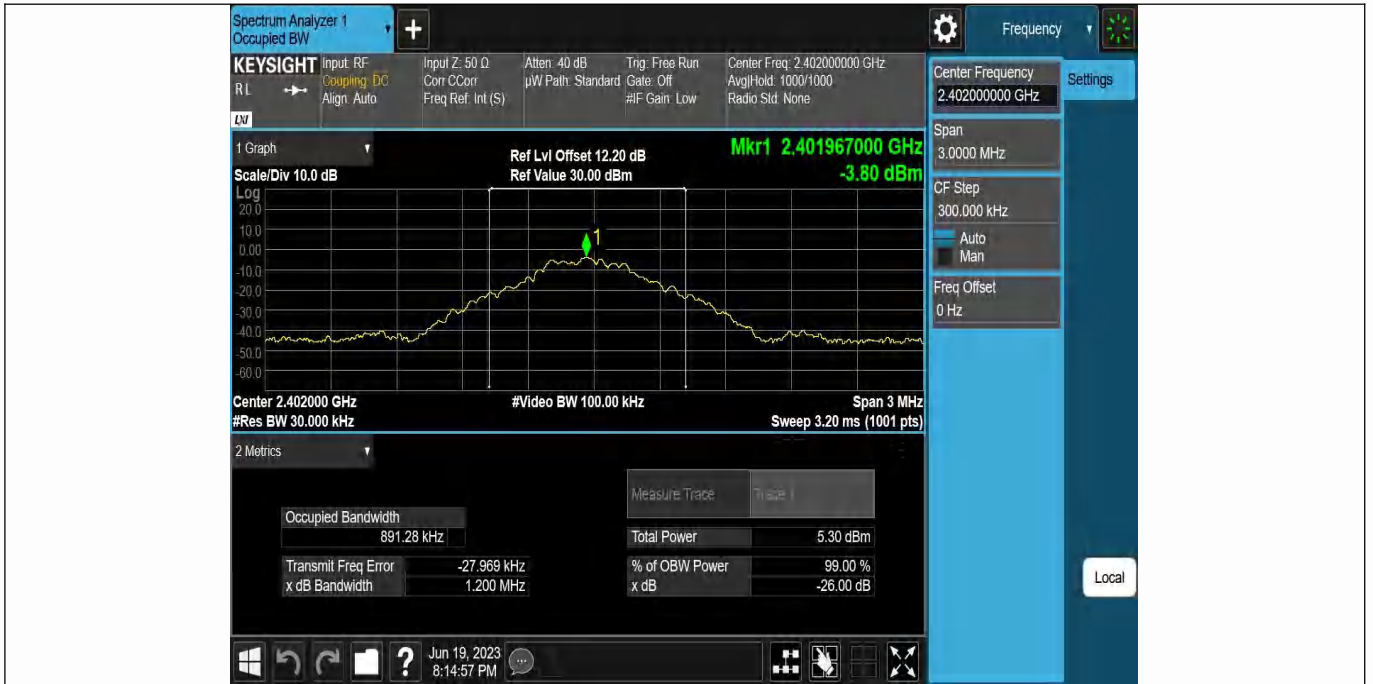 Spectrum Analyzer 1
Occupied BW
Frequency
KEYSIGHT
Input: RF
Coupling: DC
Align: Auto
Input Z: 50 Ω
Corr CCorr
Freq Ref: Int (S)
Atten: 40 dB
µW Path: Standard
Trig: Free Run
Gate: Off
#IF Gain: Low
Center Freq: 2.402000000 GHz
Avg|Hold: 1000/1000
Radio Std: None
R L
LXI
Center Frequency
2.402000000 GHz
Settings
Span
3.0000 MHz
CF Step
300.000 kHz
Auto
Man
Freq Offset
0 Hz
1 Graph
Scale/Div 10.0 dB
Ref Lvl Offset 12.20 dB
Ref Value 30.00 dBm
Mkr1 2.401967000 GHz
-3.80 dBm
Log
20.0
10.0
0.00
-10.0
-20.0
-30.0
-40.0
-50.0
-60.0
1
Center 2.402000 GHz
#Video BW 100.00 kHz
Span 3 MHz
#Res BW 30.000 kHz
Sweep 3.20 ms (1001 pts)
2 Metrics
Measure Trace
Trace 1
Occupied Bandwidth
891.28 kHz
Total Power
5.30 dBm
Transmit Freq Error
-27.969 kHz
% of OBW Power
99.00 %
x dB Bandwidth
1.200 MHz
x dB
-26.00 dB
Local
?
Jun 19, 2023
8:14:57 PM